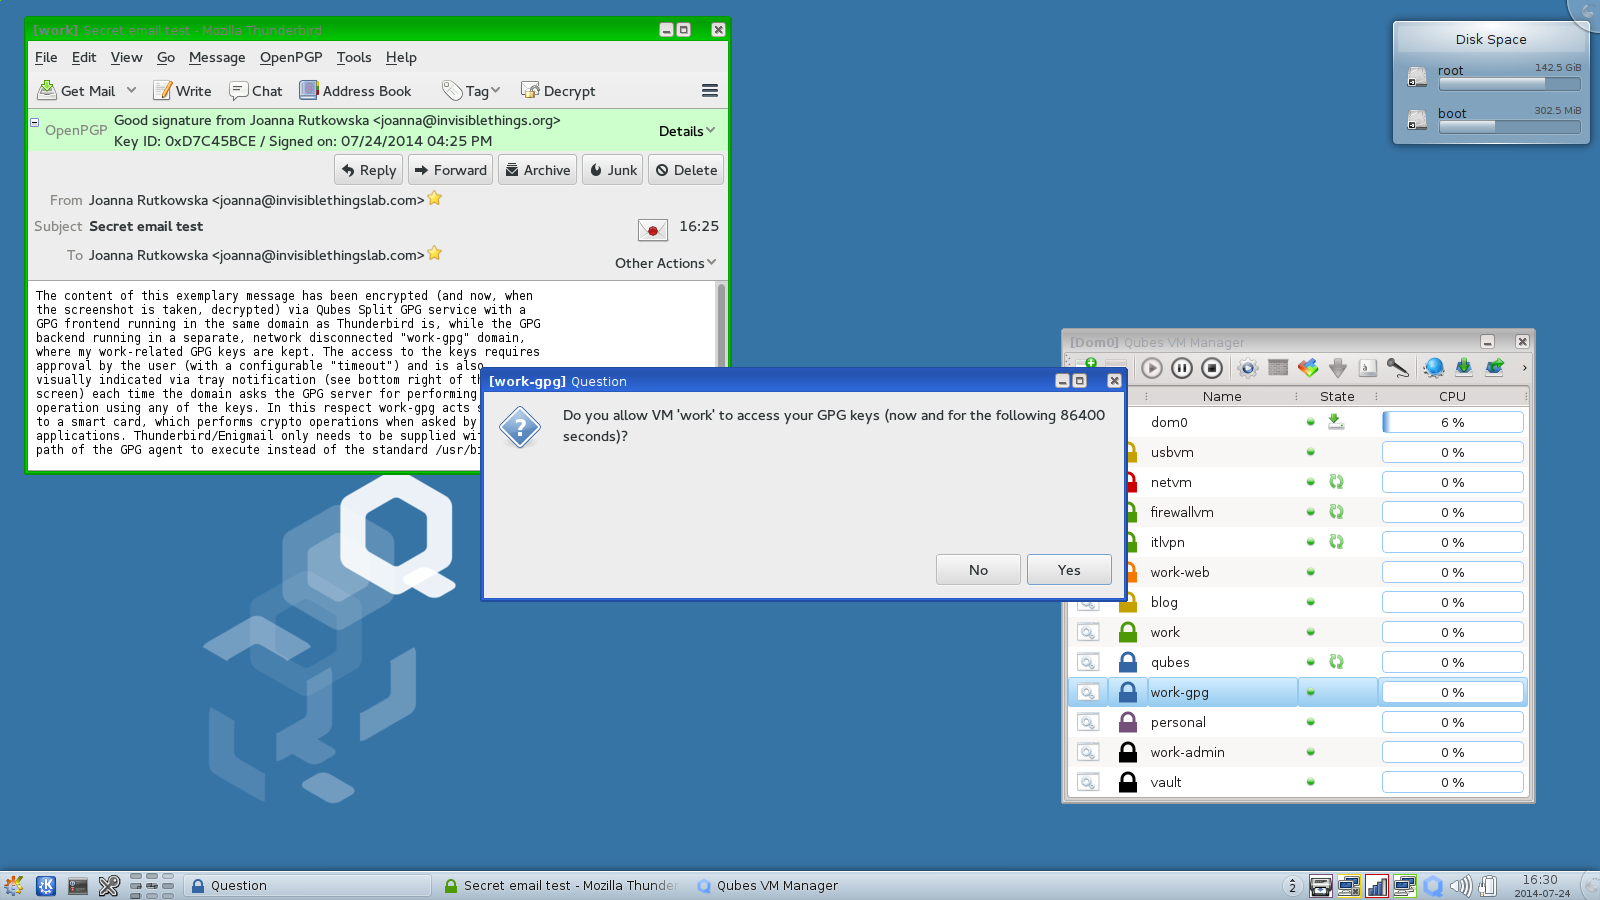 [work] Secret email test - Mozilla Thunderbird
File Edit View Go Message OpenPGP Tools Help
Get Mail Write Chat Address Book Tag Decrypt
OpenPGP
Good signature from Joanna Rutkowska <joanna@invisiblethings.org>
Key ID: 0xD7C45BCE / Signed on: 07/24/2014 04:25 PM
Details
Reply Forward Archive Junk Delete
From Joanna Rutkowska <joanna@invisiblethingslab.com>
Subject Secret email test 16:25
To Joanna Rutkowska <joanna@invisiblethingslab.com>
Other Actions
The content of this exemplary message has been encrypted (and now, when
the screenshot is taken, decrypted) via Qubes Split GPG service with a
GPG frontend running in the same domain as Thunderbird is, while the GPG
backend running in a separate, network disconnected "work-gpg" domain,
where my work-related GPG keys are kept. The access to the keys requires
approval by the user (with a configurable "timeout") and is also
visually indicated via tray notification (see bottom right of th
screen) each time the domain asks the GPG server for performing
operation using any of the keys. In this respect work-gpg acts s
to a smart card, which performs crypto operations when asked by
applications. Thunderbird/Enigmail only needs to be supplied wi
path of the GPG agent to execute instead of the standard /usr/bi
[work-gpg] Question
Do you allow VM 'work' to access your GPG keys (now and for the following 86400
seconds)?
No Yes
Disk Space
root 142.5 GiB
boot 302.5 MiB
[Dom0] Qubes VM Manager
Name State CPU
dom0 6 %
usbvm 0 %
netvm 0 %
firewallvm 0 %
itlvpn 0 %
work-web 0 %
blog 0 %
work 0 %
qubes 0 %
work-gpg 0 %
personal 0 %
work-admin 0 %
vault 0 %
Question
Secret email test - Mozilla Thunder
Qubes VM Manager
2
16:30
2014-07-24